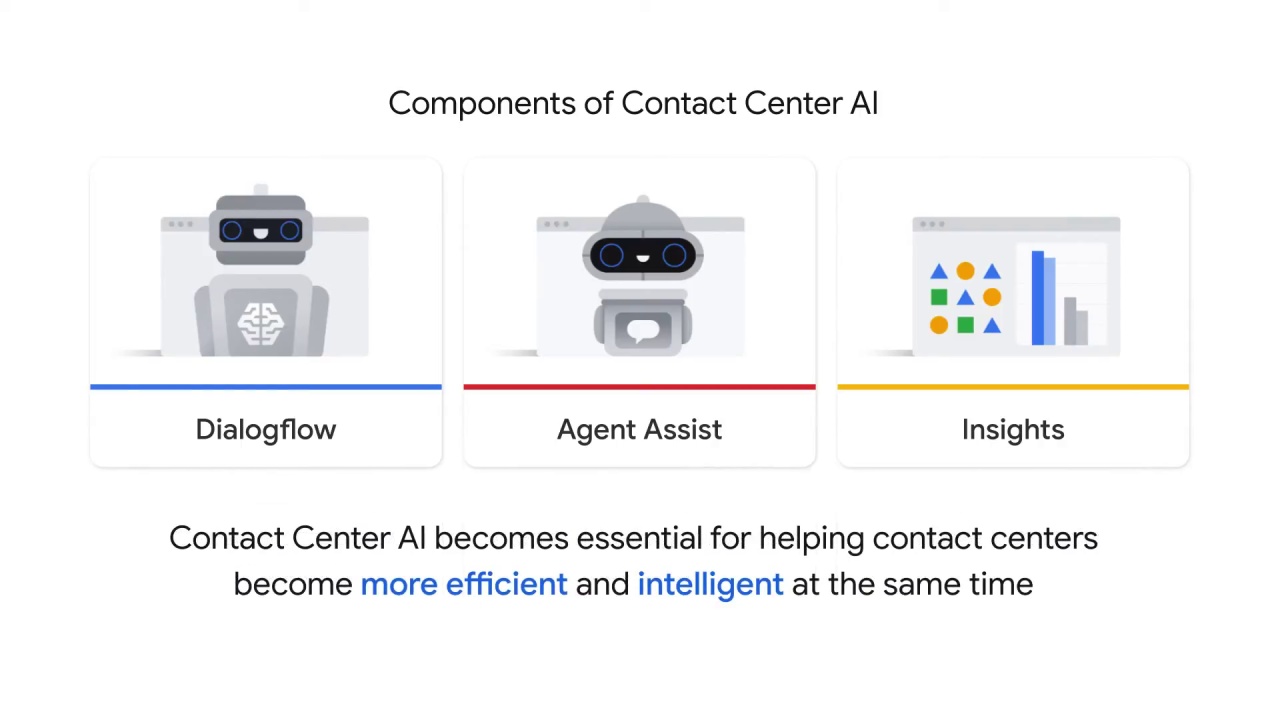 Components of Contact Center AI
Dialogflow
Agent Assist
Insights
Contact Center AI becomes essential for helping contact centers
become more efficient and intelligent at the same time